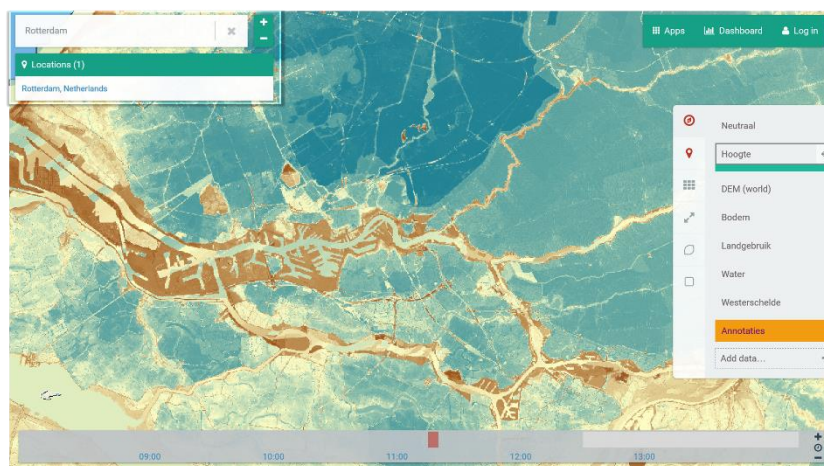 Rotterdam
Locations (1)
Rotterdam, Netherlands
Apps Dashboard Log in
Neutraal
Hoogte
DEM (world)
Bodem
Landgebruik
Water
Westerschelde
Annotaties
Add data...
09:00 10:00 11:00 12:00 13:00